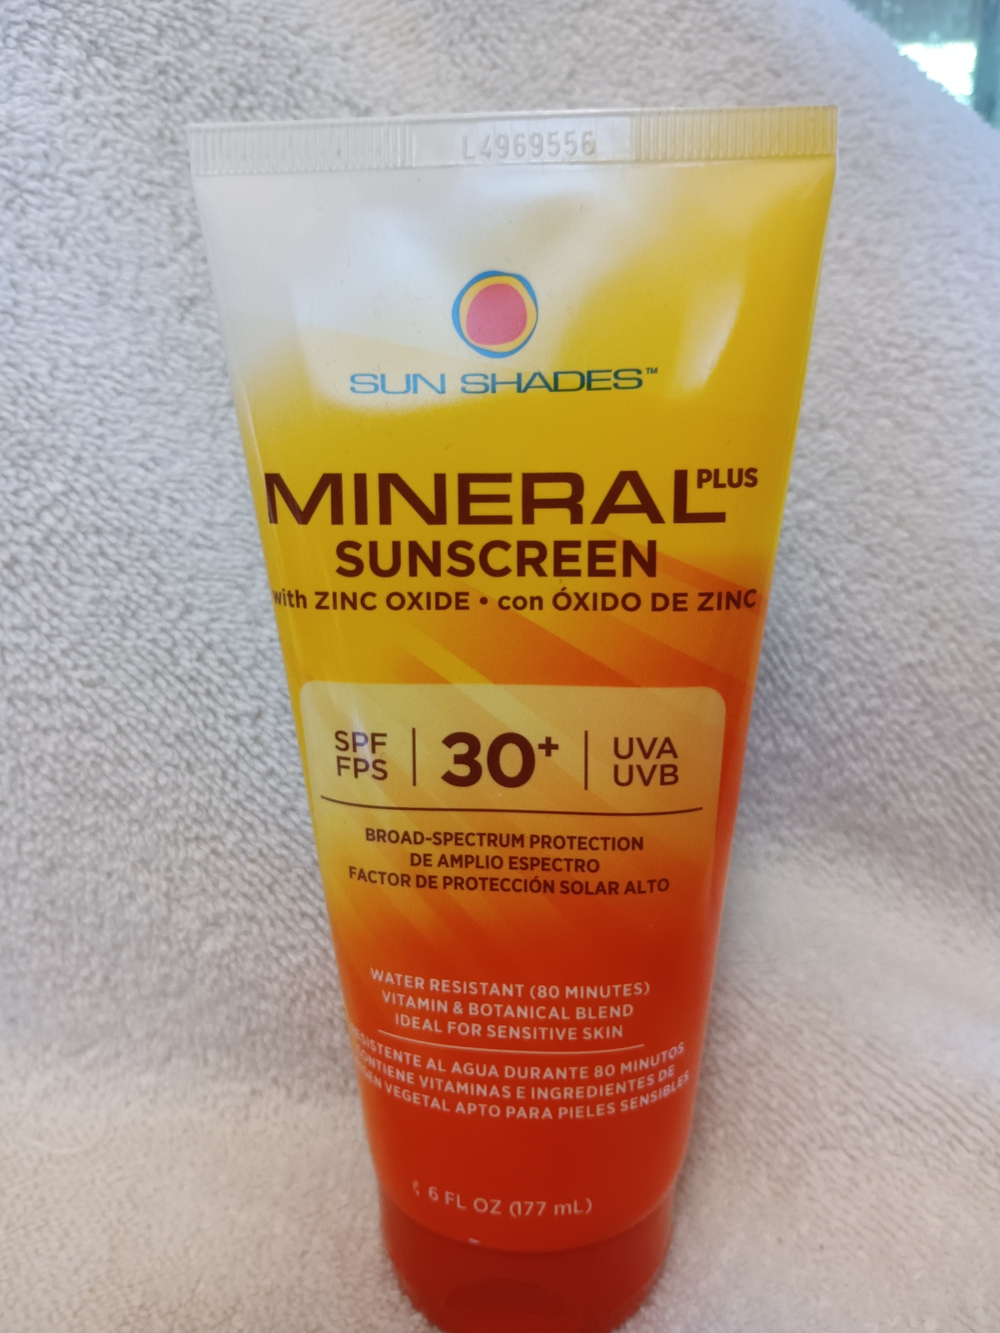 L4969556
SUN SHADES™
MINERAL PLUS
SUNSCREEN
with ZINC OXIDE • con ÓXIDO DE ZINC
SPF
FPS
30+
UVA
UVB
BROAD-SPECTRUM PROTECTION
DE AMPLIO ESPECTRO
FACTOR DE PROTECCIÓN SOLAR ALTO
WATER RESISTANT (80 MINUTES)
VITAMIN & BOTANICAL BLEND
IDEAL FOR SENSITIVE SKIN
AL AGUA DURANTE 80 MINUTOS
VITAMINAS E INGREDIENTES DE
VEGETAL APTO PARA PIELES SENSIBLES
6 FL OZ (177 mL)